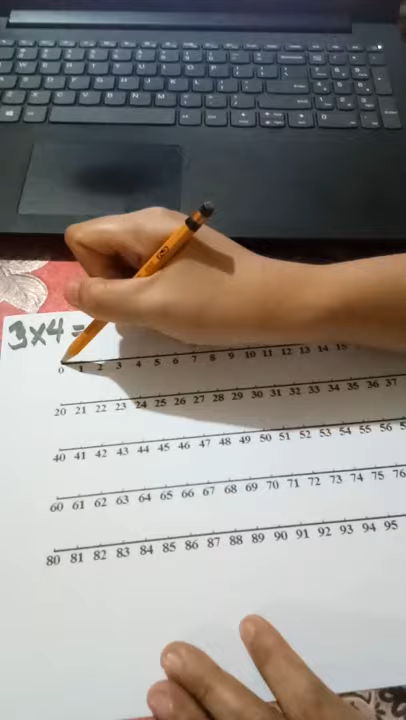 3x4=
0 1 2 3 4 5 6 7 8 9 10 11 12 13 14 15
20 21 22 23 24 25 26 27 28 29 30 31 32 33 34 35 36 37
40 41 42 43 44 45 46 47 48 49 50 51 52 53 54 55 56
60 61 62 63 64 65 66 67 68 69 70 71 72 73 74 75 76
80 81 82 83 84 85 86 87 88 89 90 91 92 93 94 95